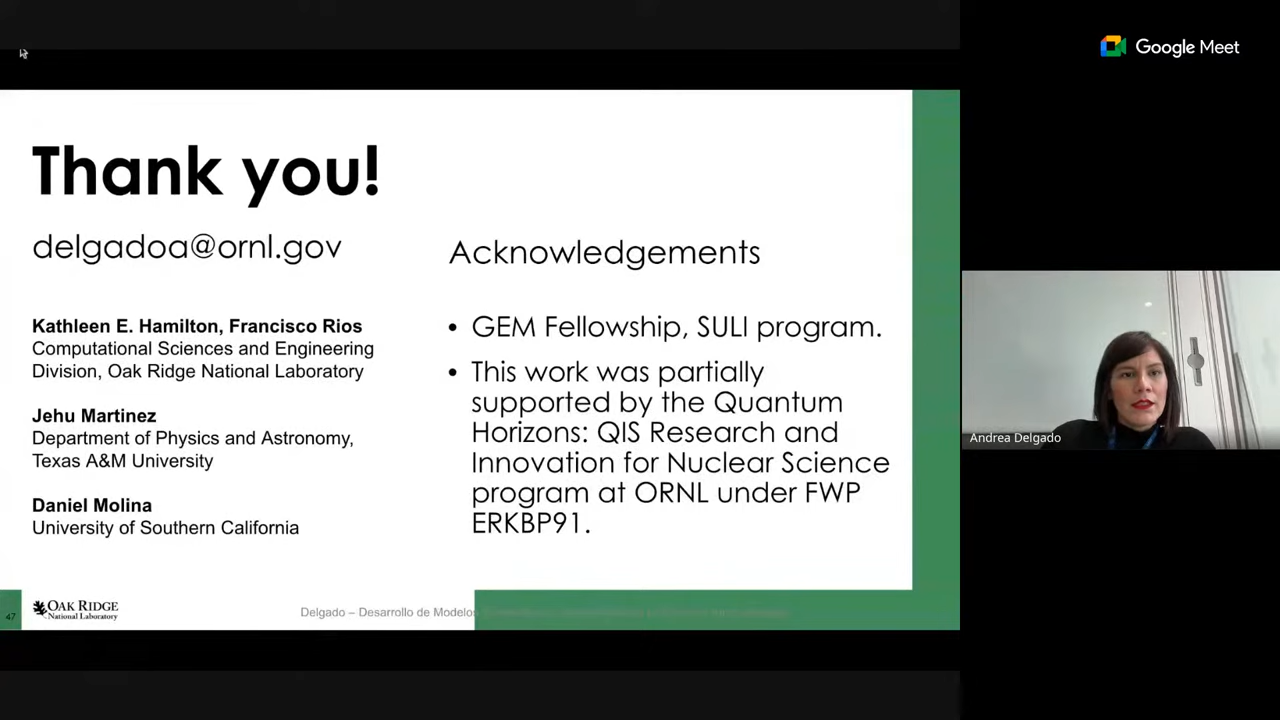 Google Meet
Thank you!
delgadoa@ornl.gov
Kathleen E. Hamilton, Francisco Rios
Computational Sciences and Engineering
Division, Oak Ridge National Laboratory
Jehu Martinez
Department of Physics and Astronomy,
Texas A&M University
Daniel Molina
University of Southern California
Acknowledgements
• GEM Fellowship, SULI program.
• This work was partially
supported by the Quantum
Horizons: QIS Research and
Innovation for Nuclear Science
program at ORNL under FWP
ERKBP91.
Andrea Delgado
47
OAK RIDGE
National Laboratory
Delgado – Desarrollo de Modelos